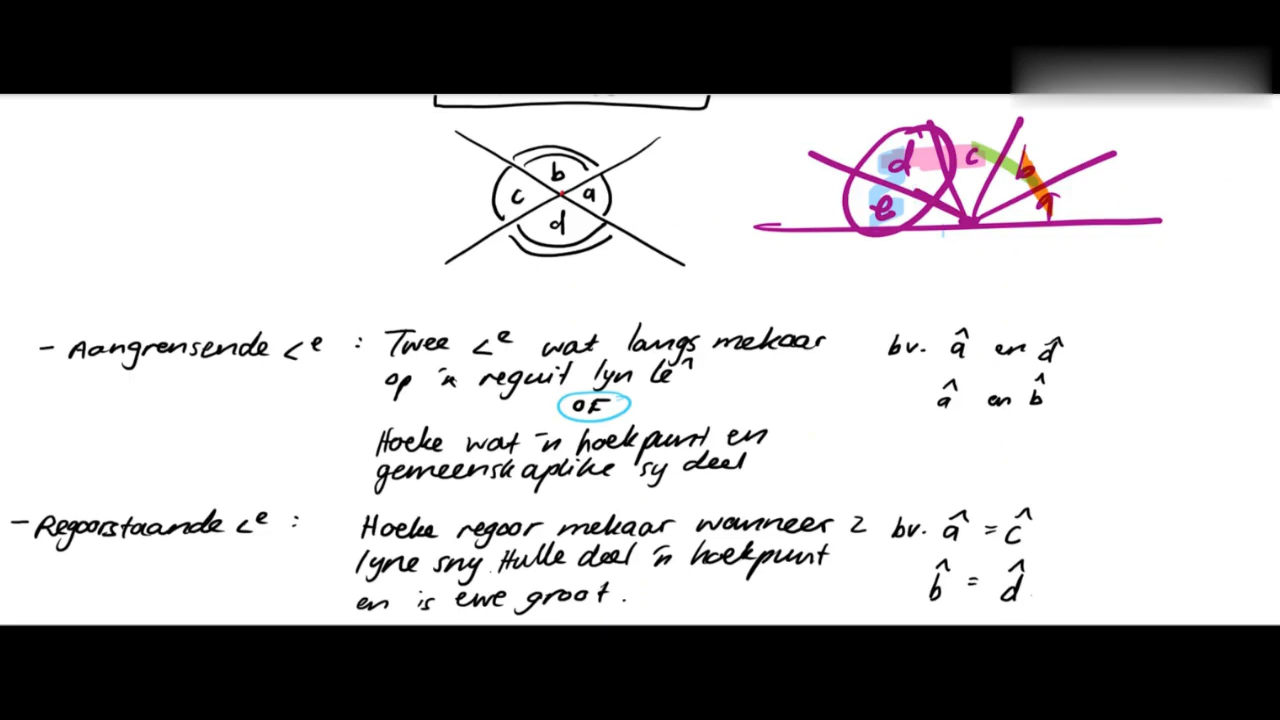 b
c
a
d
d
c
b
a
e
- Aangrensende <e : Twee <e wat langs mekaar bv. â en d̂
op 'n reguit lyn lê â en b̂
OF
Hoeke wat 'n hoekpunt en
gemeenskaplike sy deel
- Regoorstaande <e : Hoeke regoor mekaar wanneer 2 bv. â = ĉ
lyne sny. Hulle deel 'n hoekpunt b̂ = d̂
en is ewe groot.